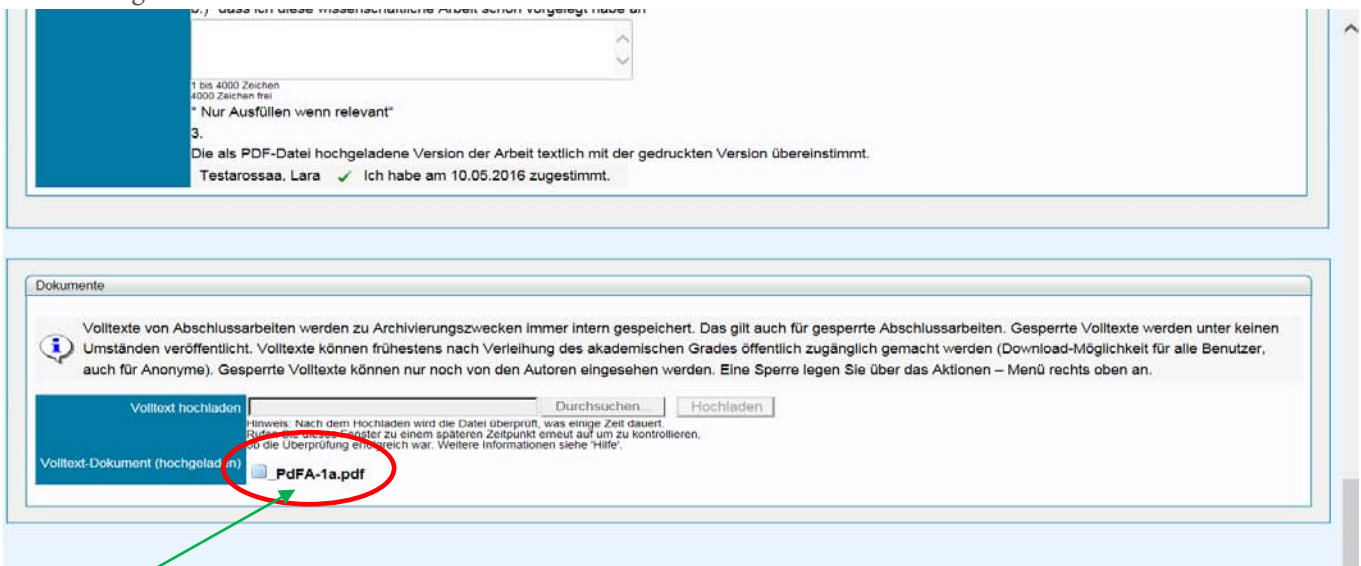 b.) dass ich diese wissenschaftliche Arbeit schon vorgelegt habe an
1 bis 4000 Zeichen
4000 Zeichen frei
* Nur Ausfüllen wenn relevant"
3.
Die als PDF-Datei hochgeladene Version der Arbeit textlich mit der gedruckten Version übereinstimmt.
Testarossaa, Lara ✓ Ich habe am 10.05.2016 zugestimmt.
Dokumente
Volltexte von Abschlussarbeiten werden zu Archivierungszwecken immer intern gespeichert. Das gilt auch für gesperrte Abschlussarbeiten. Gesperrte Volltexte werden unter keinen
Umständen veröffentlicht. Volltexte können frühestens nach Verleihung des akademischen Grades öffentlich zugänglich gemacht werden (Download-Möglichkeit für alle Benutzer,
auch für Anonyme). Gesperrte Volltexte können nur noch von den Autoren eingesehen werden. Eine Sperre legen Sie über das Aktionen – Menü rechts oben an.
Volltext hochladen Durchsuchen... Hochladen
Hinweis: Nach dem Hochladen wird die Datei überprüft, was einige Zeit dauert.
Rufen Sie dieses Fenster zu einem späteren Zeitpunkt erneut auf um zu kontrollieren,
ob die Überprüfung erfolgreich war. Weitere Informationen siehe 'Hilfe'.
Volltext-Dokument (hochgeladen) _PdFA-1a.pdf